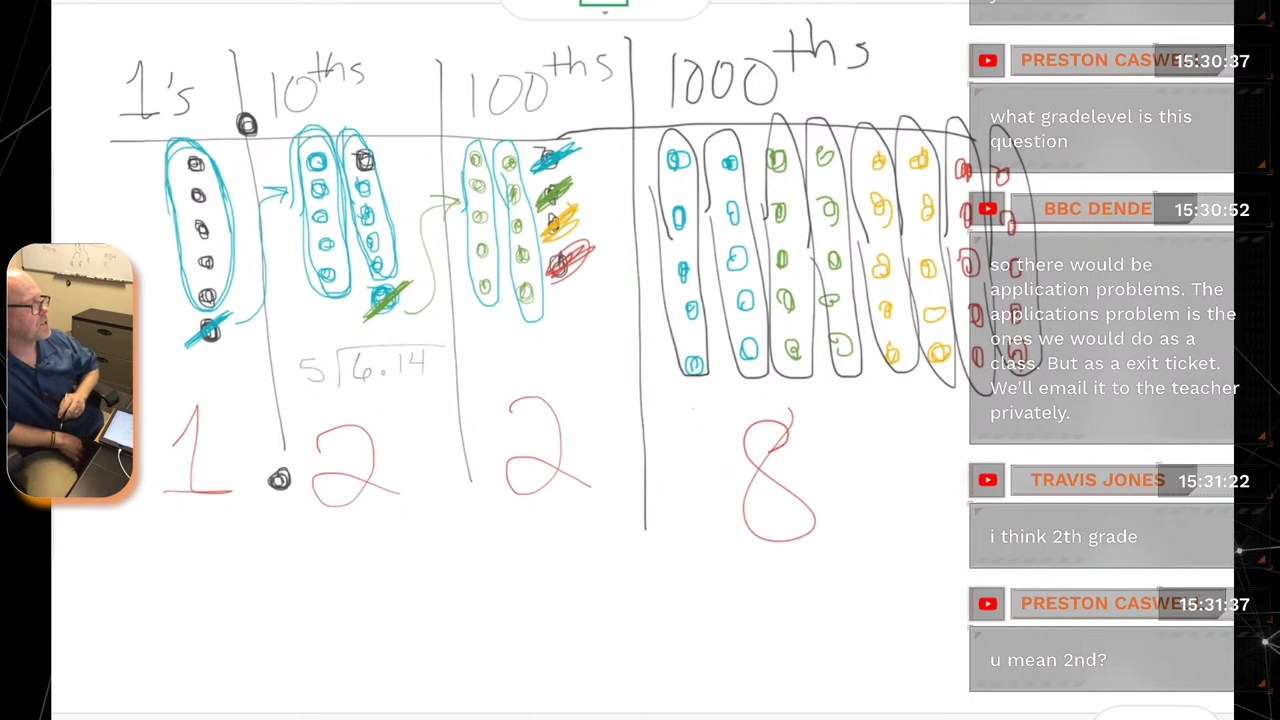 1's
10ths
100ths
1000ths
5 6.14
1 . 2 2 8
PRESTON CASWE 15:30:37
what gradelevel is this
question
BBC DENDE 15:30:52
so there would be
application problems. The
applications problem is the
ones we would do as a
class. But as a exit ticket.
We'll email it to the teacher
privately.
TRAVIS JONES 15:31:22
i think 2th grade
PRESTON CASWE 15:31:37
u mean 2nd?